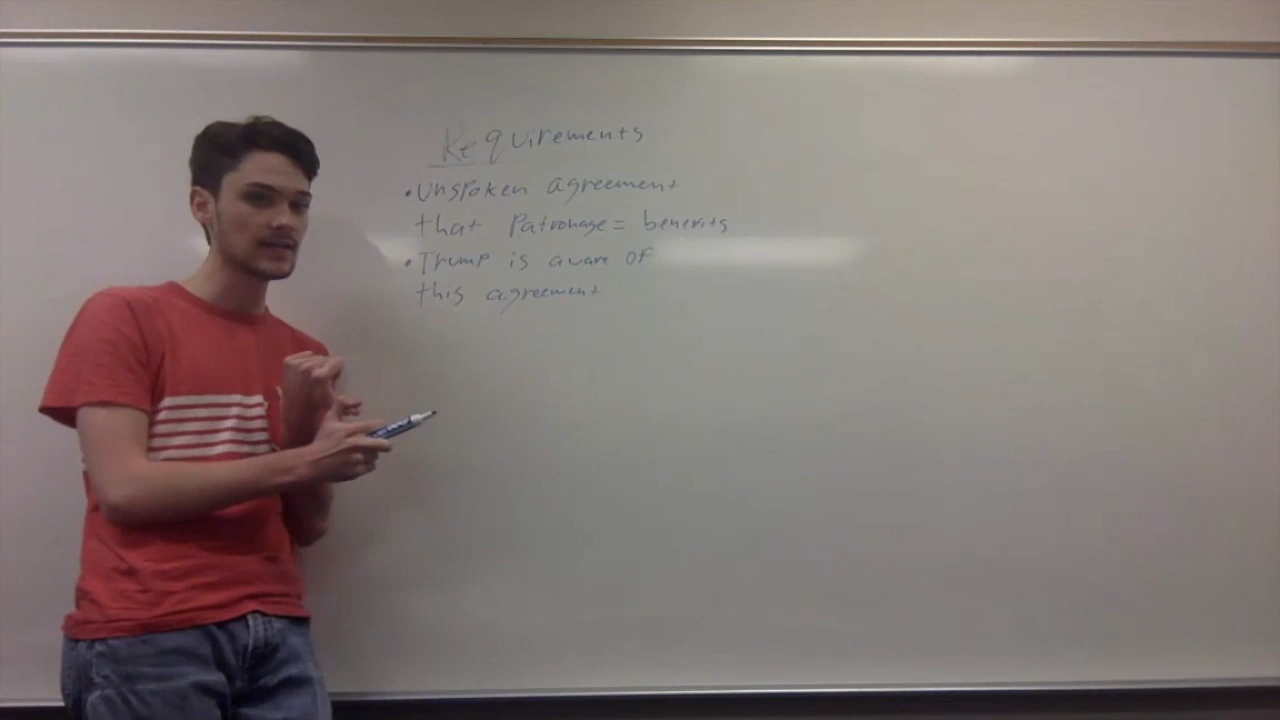 Requirements
• Unspoken agreement
that Patronage = benefits
• Trump is aware of
this agreement